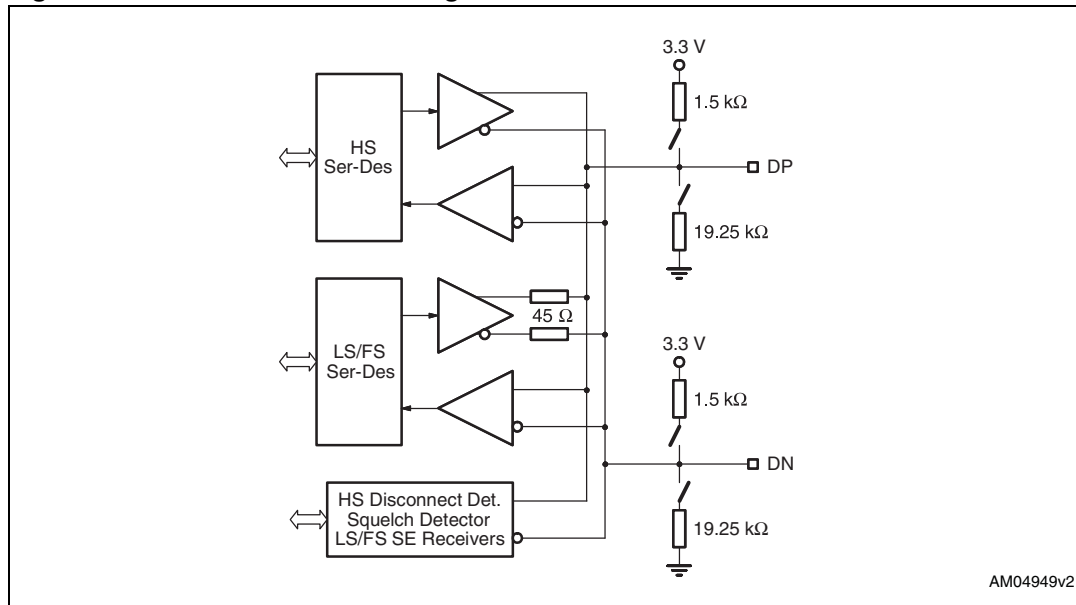 3.3 V
1.5 kΩ
HS
Ser-Des
DP
19.25 kΩ
45 Ω
LS/FS
Ser-Des
3.3 V
1.5 kΩ
DN
HS Disconnect Det.
Squelch Detector
LS/FS SE Receivers
19.25 kΩ
AM04949v2